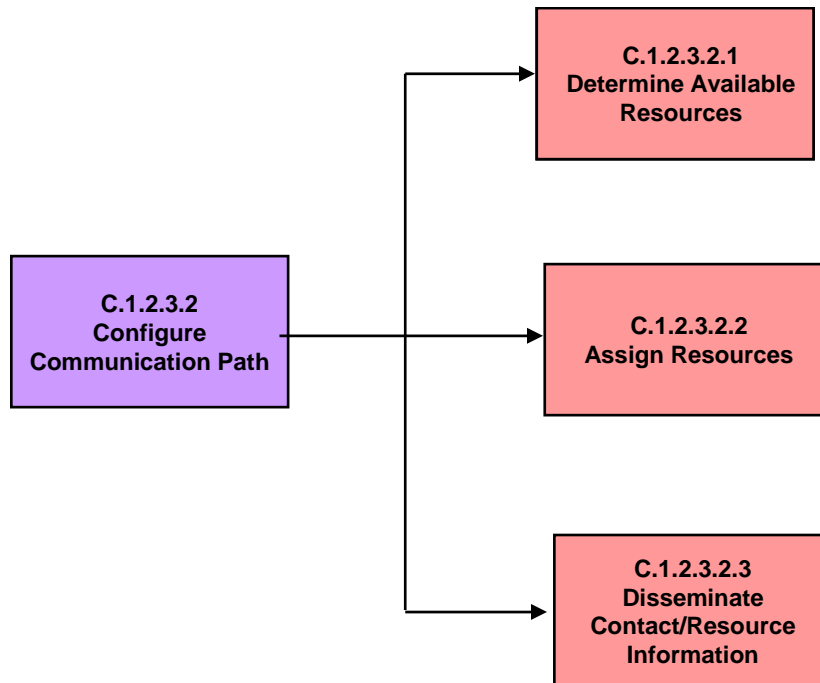 C.1.2.3.2.1
Determine Available
Resources
C.1.2.3.2
Configure
Communication Path
C.1.2.3.2.2
Assign Resources
C.1.2.3.2.3
Disseminate
Contact/Resource
Information